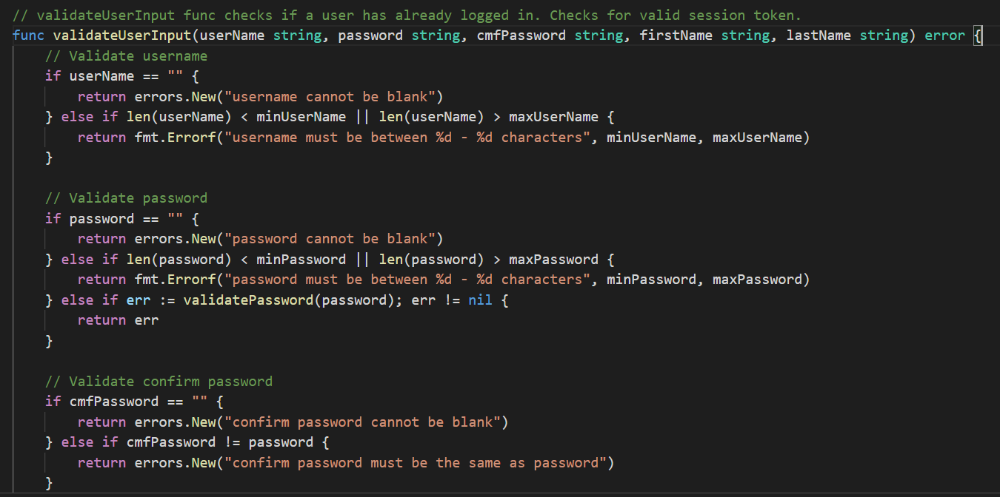 // validateUserInput func checks if a user has already logged in. Checks for valid session token.
func validateUserInput(userName string, password string, cmfPassword string, firstName string, lastName string) error {
    // Validate username
    if userName == "" {
        return errors.New("username cannot be blank")
    } else if len(userName) < minUserName || len(userName) > maxUserName {
        return fmt.Errorf("username must be between %d - %d characters", minUserName, maxUserName)
    }

    // Validate password
    if password == "" {
        return errors.New("password cannot be blank")
    } else if len(password) < minPassword || len(password) > maxPassword {
        return fmt.Errorf("password must be between %d - %d characters", minPassword, maxPassword)
    } else if err := validatePassword(password); err != nil {
        return err
    }

    // Validate confirm password
    if cmfPassword == "" {
        return errors.New("confirm password cannot be blank")
    } else if cmfPassword != password {
        return errors.New("confirm password must be the same as password")
    }